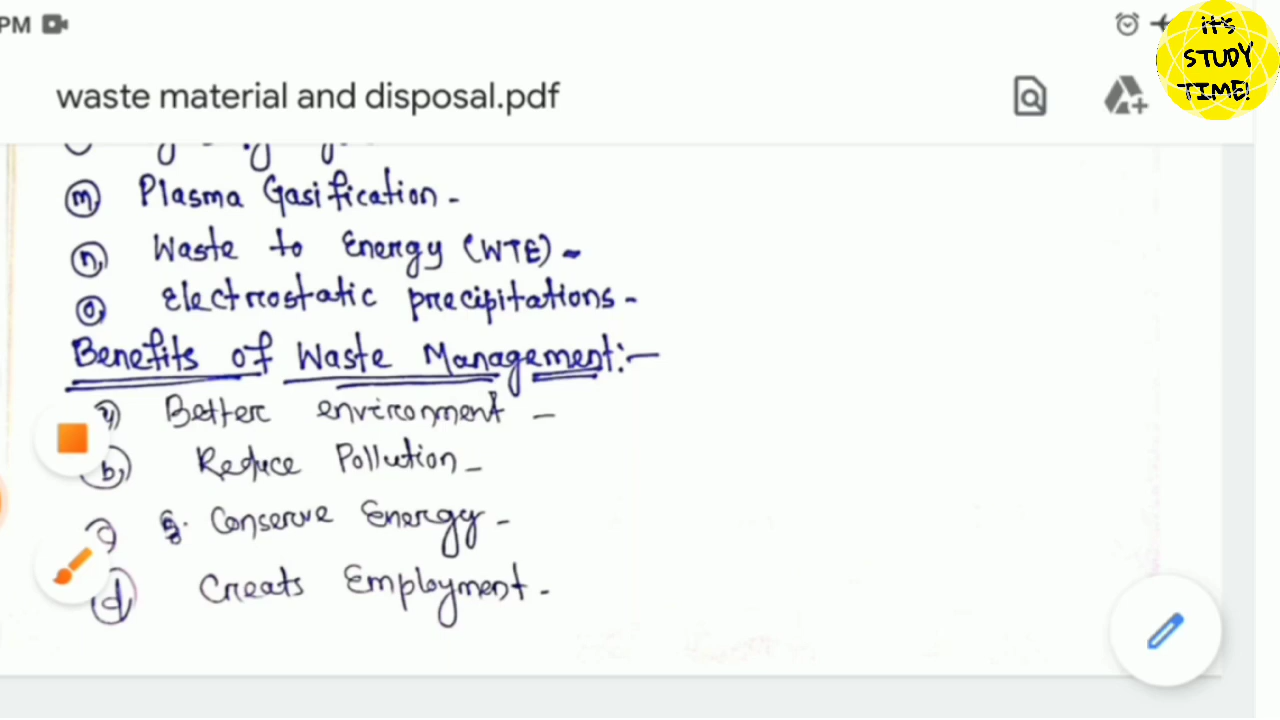 PM
IT'S
STUDY
TIME!
waste material and disposal.pdf
m) Plasma Gasification -
n) Waste to Energy (WTE) -
o) Electrostatic precipitations -
Benefits of Waste Management:-
Better environment -
b) Reduce Pollution -
Conserve Energy -
d) Creats Employment -